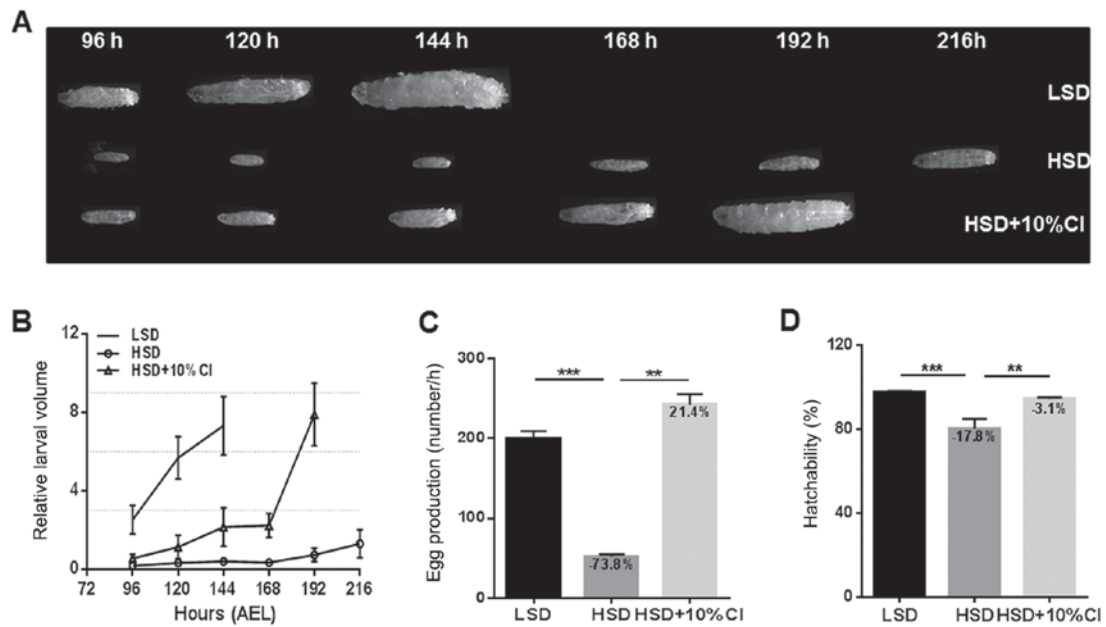 A
96 h 120 h 144 h 168 h 192 h 216 h
LSD
HSD
HSD+10%CI
B
12
8
4
0
Relative larval volume
LSD
HSD
HSD+10% CI
72 96 120 144 168 192 216
Hours (AEL)
C
300
200
100
0
Egg production (number/h)
*** **
-73.8%
21.4%
LSD HSD HSD+10%CI
D
120
80
40
0
Hatchability (%)
*** **
-17.8%
-3.1%
LSD HSD HSD+10%CI